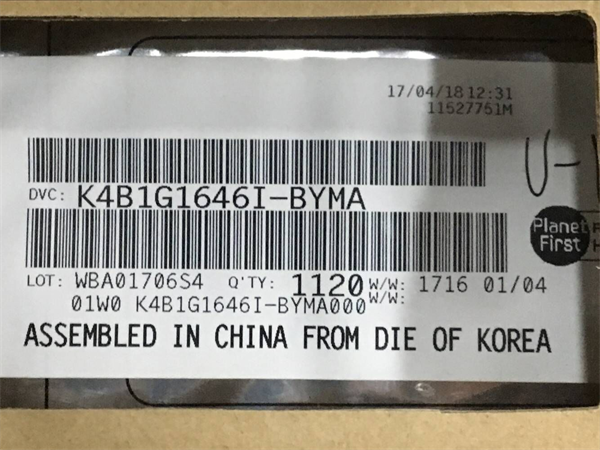 17/04/18 12:31
11527751M
DVC: K4B1G1646I-BYMA
Planet
First
LOT: WBA01706S4 Q'TY: 1120 W/W: 1716 01/04
01W0 K4B1G1646I-BYMA000 W/W:
ASSEMBLED IN CHINA FROM DIE OF KOREA